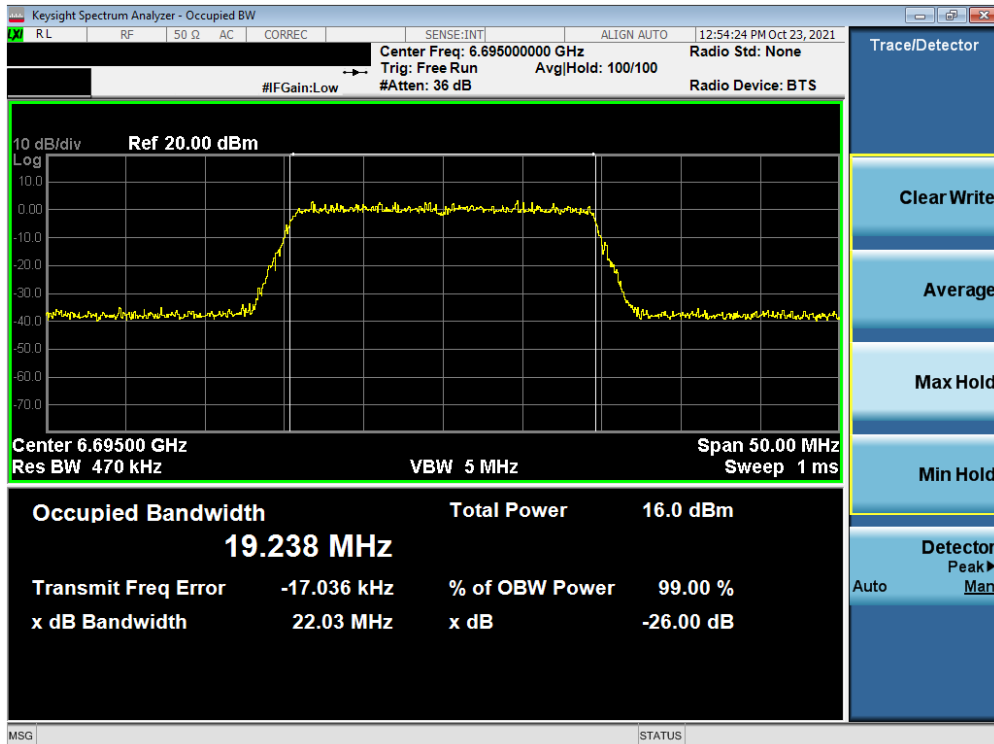 Keysight Spectrum Analyzer - Occupied BW
LXI RL RF 50 Ω AC CORREC SENSE:INT ALIGN AUTO 12:54:24 PM Oct 23, 2021
Center Freq: 6.695000000 GHz Radio Std: None
Trig: Free Run Avg|Hold: 100/100
#IFGain:Low #Atten: 36 dB Radio Device: BTS
10 dB/div Ref 20.00 dBm
Log
10.0
0.00
-10.0
-20.0
-30.0
-40.0
-50.0
-60.0
-70.0
Center 6.69500 GHz Span 50.00 MHz
Res BW 470 kHz VBW 5 MHz Sweep 1 ms
Occupied Bandwidth Total Power 16.0 dBm
19.238 MHz
Transmit Freq Error -17.036 kHz % of OBW Power 99.00 %
x dB Bandwidth 22.03 MHz x dB -26.00 dB
Trace/Detector
Clear Write
Average
Max Hold
Min Hold
Detector
Peak▶
Auto Man
MSG STATUS